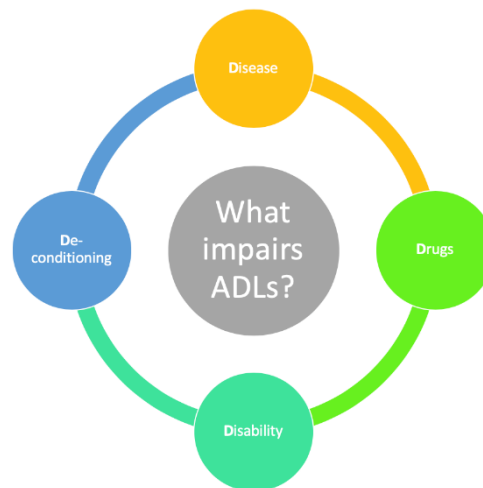 Disease
What
impairs
ADLs?
De-
conditioning
Drugs
Disability